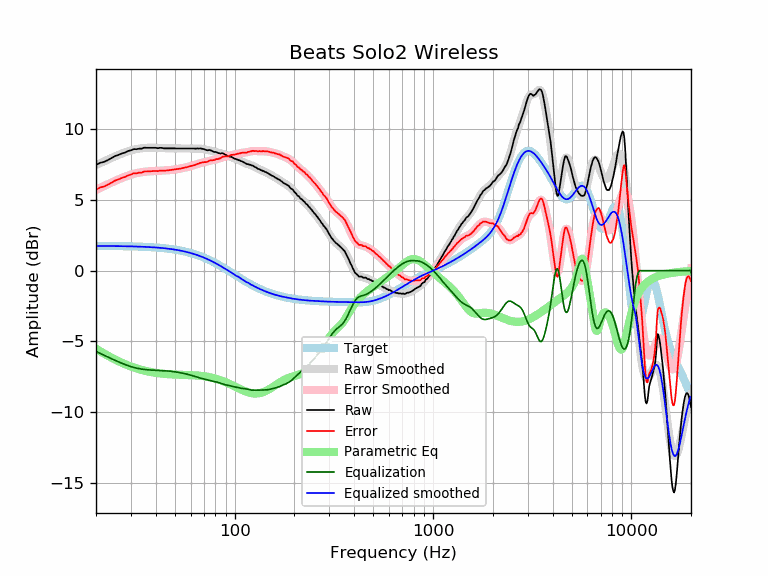 Beats Solo2 Wireless
Amplitude (dBr)
10
5
0
−5
−10
−15
Target
Raw Smoothed
Error Smoothed
Raw
Error
Parametric Eq
Equalization
Equalized smoothed
100
1000
10000
Frequency (Hz)